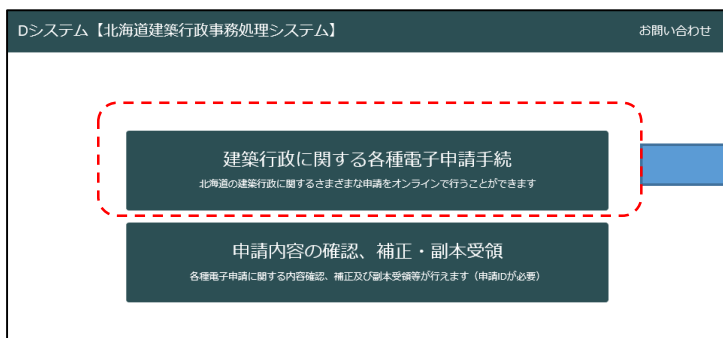 Dシステム【北海道建築行政事務処理システム】 お問い合わせ
建築行政に関する各種電子申請手続
北海道の建築行政に関するさまざまな申請をオンラインで行うことができます
申請内容の確認、補正・副本受領
各種電子申請に関する内容確認、補正及び副本受領等が行えます（申請IDが必要）